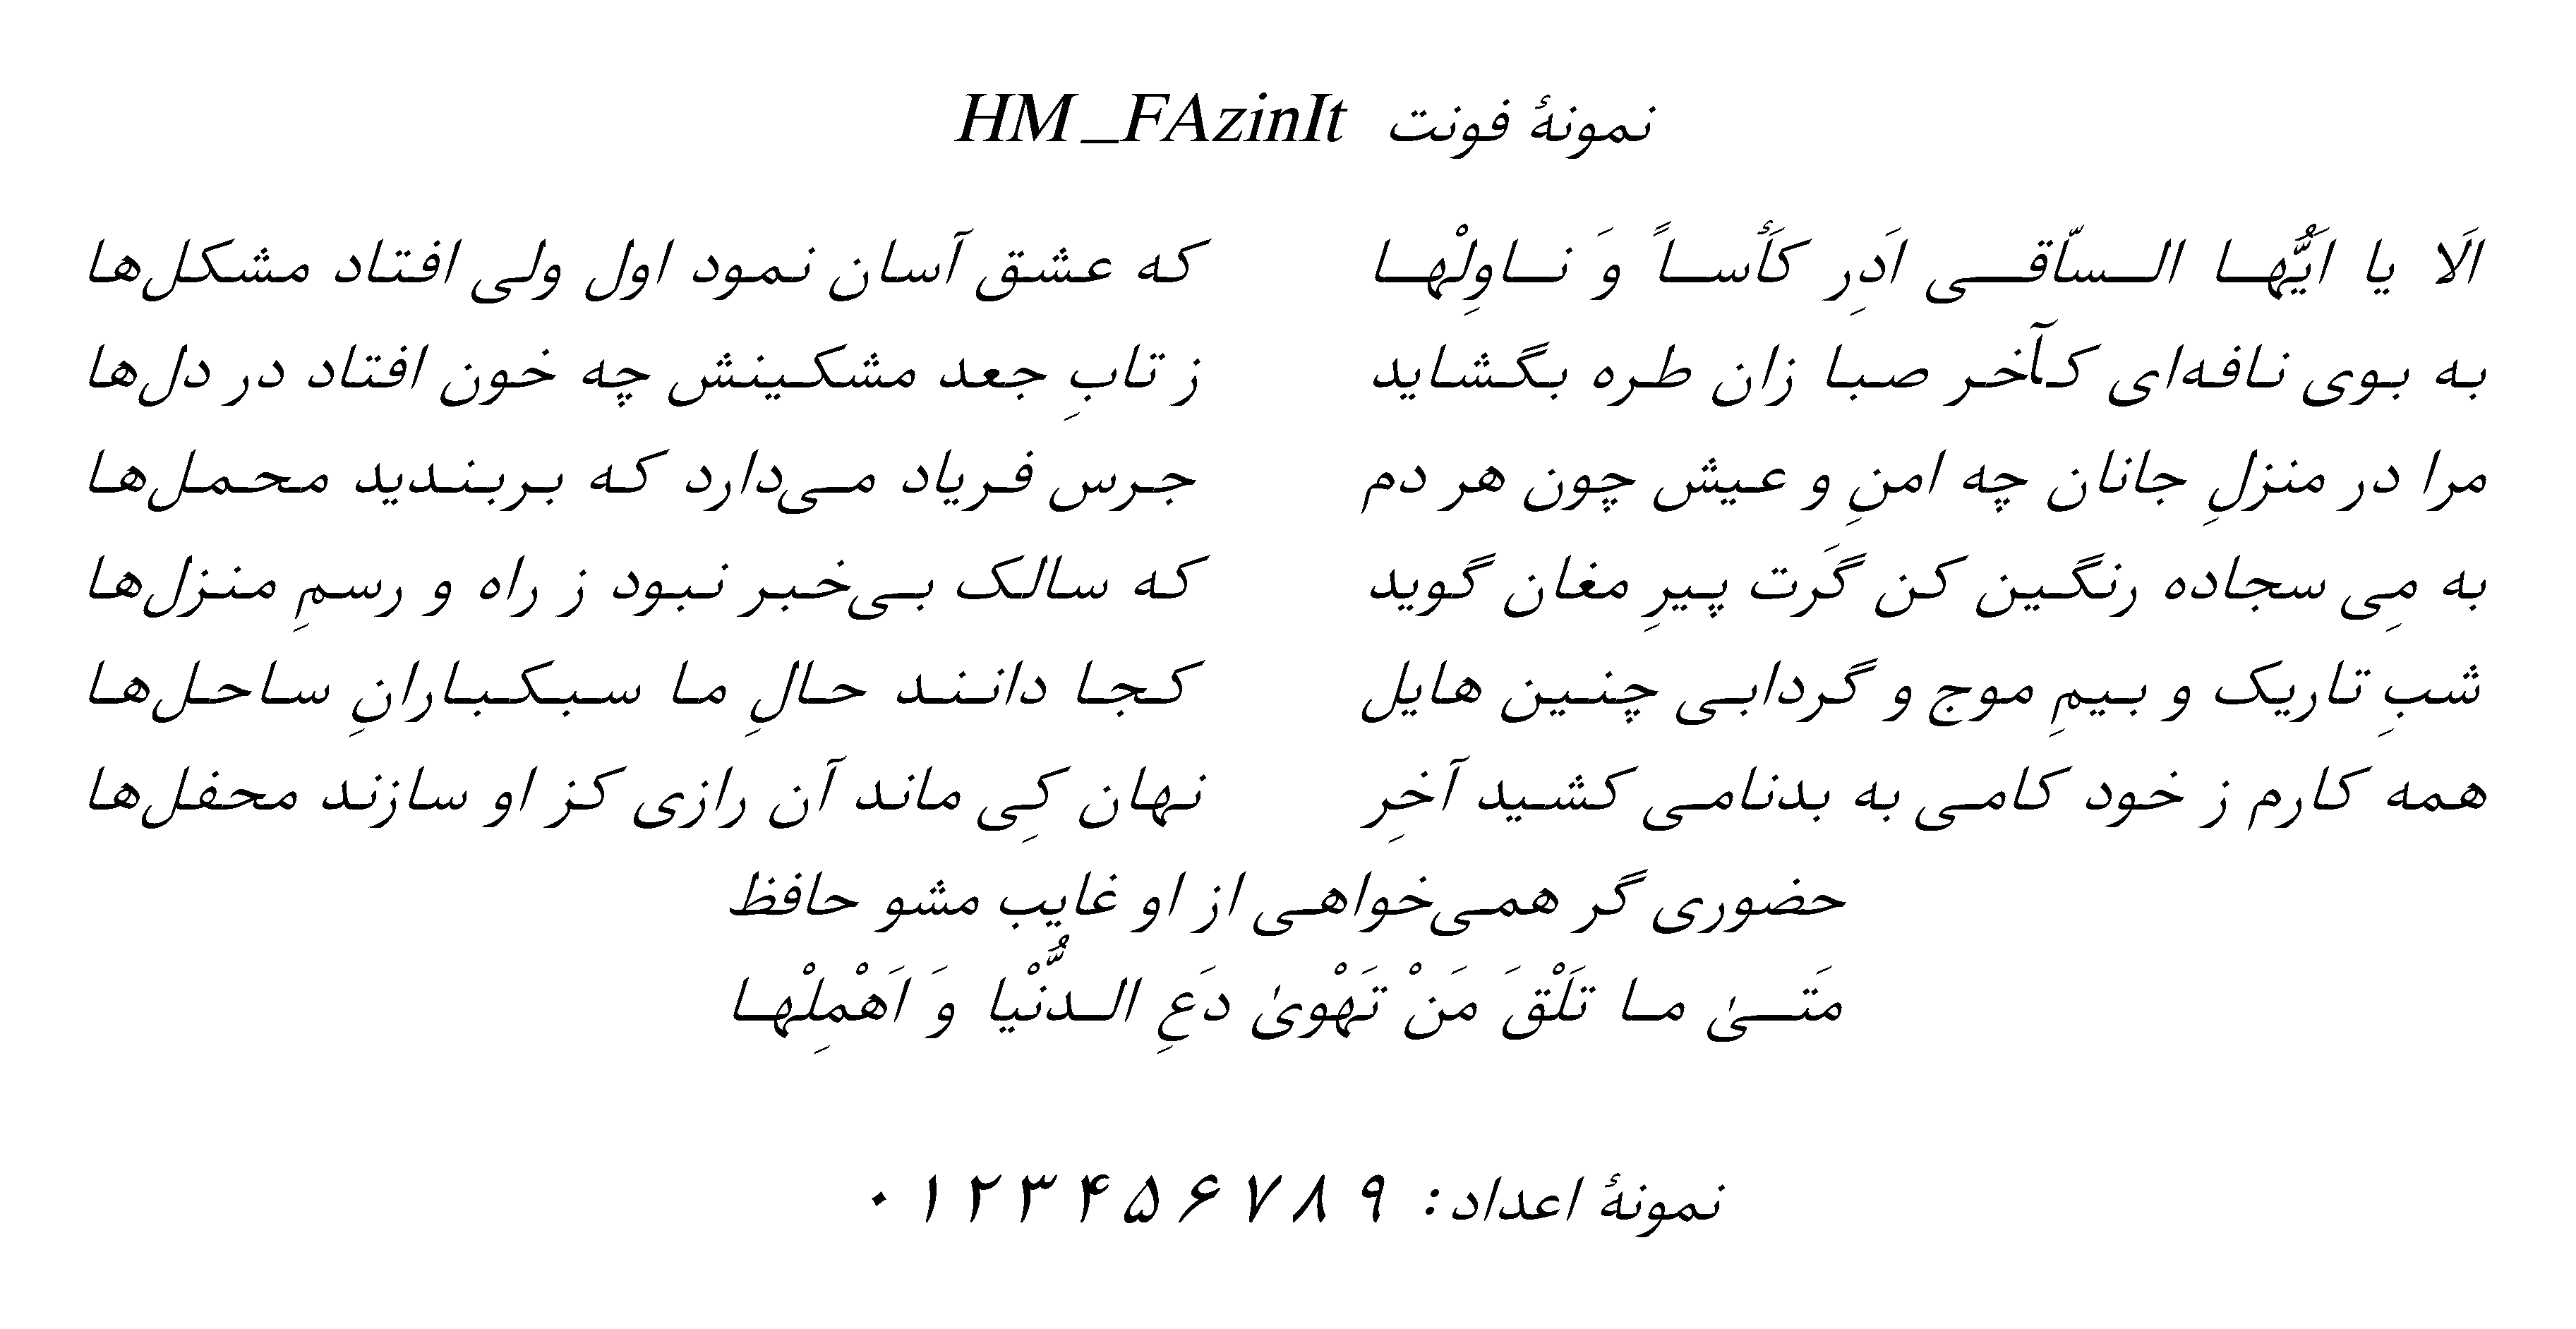 نمونهٔ فونت HM_FAzinIt
اَلا یا اَیُّها الساّقی اَدِر کَأساً وَ ناوِلْها که عشق آسان نمود اول ولی افتاد مشکل‌ها
به بوی نافه‌ای کآخر صبا زان طره بگشاید ز تابِ جعد مشکینش چه خون افتاد در دل‌ها
مرا در منزلِ جانان چه امنِ و عیش چون هر دم جرس فریاد می‌دارد که بربندید محمل‌ها
به مِی سجاده رنگین کن گَرت پیرِ مغان گوید که سالک بی‌خبر نبود ز راه و رسمِ منزل‌ها
شبِ تاریک و بیمِ موج و گردابی چنین هایل کجا دانند حالِ ما سبکبارانِ ساحل‌ها
همه کارم ز خود کامی به بدنامی کشید آخرِ نهان کِی ماند آن رازی کز او سازند محفل‌ها
حضوری گر همی‌خواهی از او غایب مشو حافظ
مَتَیٰ ما تَلْقَ مَنْ تَهْویٰ دَعِ الدُّنْیا وَ اَهْمِلْها
نمونهٔ اعداد: ۹ ۸ ۷ ۶ ۵ ۴ ۳ ۲ ۱ ۰